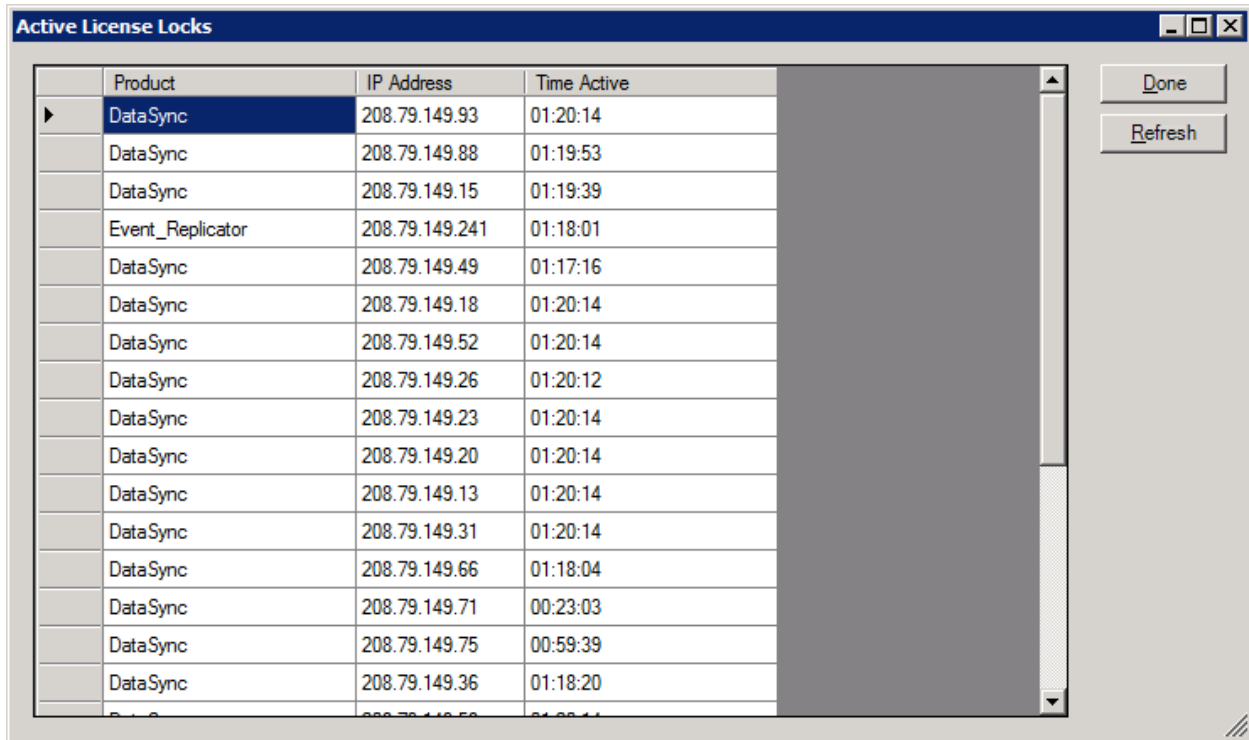 Active License Locks
Product IP Address Time Active
DataSync 208.79.149.93 01:20:14
DataSync 208.79.149.88 01:19:53
DataSync 208.79.149.15 01:19:39
Event_Replicator 208.79.149.241 01:18:01
DataSync 208.79.149.49 01:17:16
DataSync 208.79.149.18 01:20:14
DataSync 208.79.149.52 01:20:14
DataSync 208.79.149.26 01:20:12
DataSync 208.79.149.23 01:20:14
DataSync 208.79.149.20 01:20:14
DataSync 208.79.149.13 01:20:14
DataSync 208.79.149.31 01:20:14
DataSync 208.79.149.66 01:18:04
DataSync 208.79.149.71 00:23:03
DataSync 208.79.149.75 00:59:39
DataSync 208.79.149.36 01:18:20
Done
Refresh